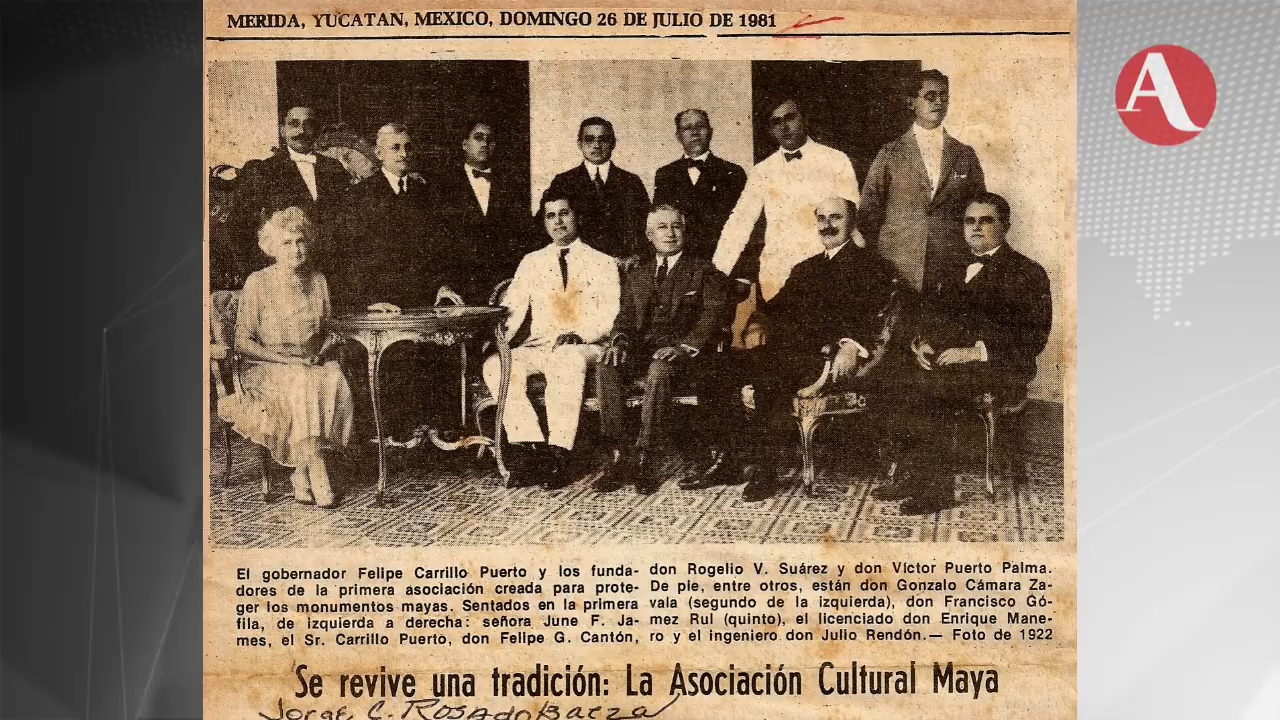 MERIDA, YUCATAN, MEXICO, DOMINGO 26 DE JULIO DE 1981
A
El gobernador Felipe Carrillo Puerto y los funda-
dores de la primera asociación creada para prote-
ger los monumentos mayas. Sentados en la primera
fila, de izquierda a derecha: señora June F. Ja-
mes, el Sr. Carrillo Puerto, don Felipe G. Cantón,
don Rogelio V. Suárez y don Víctor Puerto Palma.
De pie, entre otros, están don Gonzalo Cámara Za-
vala (segundo de la izquierda), don Francisco Gó-
mez Rul (quinto), el licenciado don Enrique Mane-
ro y el ingeniero don Julio Rendón.— Foto de 1922
Se revive una tradición: La Asociación Cultural Maya
Jorge C. Rosado Baeza